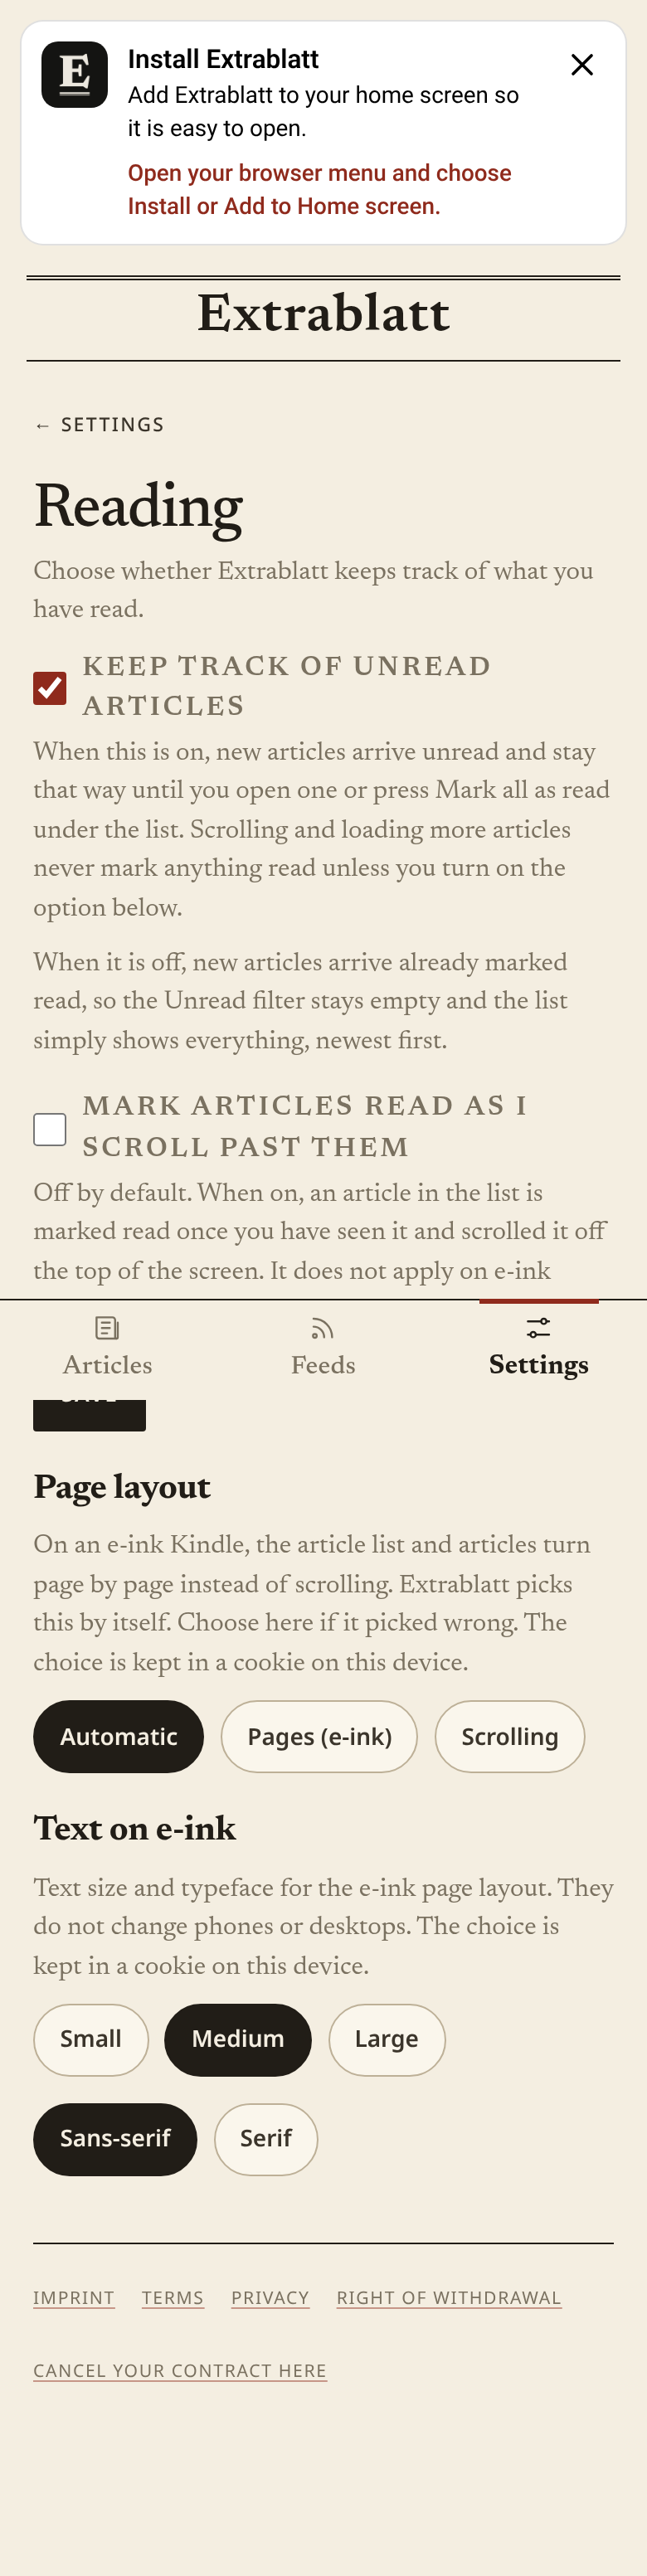 E
Install Extrablatt
Add Extrablatt to your home screen so
it is easy to open.
Open your browser menu and choose
Install or Add to Home screen.
Extrablatt
← SETTINGS
Reading
Choose whether Extrablatt keeps track of what you
have read.
KEEP TRACK OF UNREAD
ARTICLES
When this is on, new articles arrive unread and stay
that way until you open one or press Mark all as read
under the list. Scrolling and loading more articles
never mark anything read unless you turn on the
option below.
When it is off, new articles arrive already marked
read, so the Unread filter stays empty and the list
simply shows everything, newest first.
MARK ARTICLES READ AS I
SCROLL PAST THEM
Off by default. When on, an article in the list is
marked read once you have seen it and scrolled it off
the top of the screen. It does not apply on e-ink
Articles
Feeds
Settings
Page layout
On an e-ink Kindle, the article list and articles turn
page by page instead of scrolling. Extrablatt picks
this by itself. Choose here if it picked wrong. The
choice is kept in a cookie on this device.
Automatic
Pages (e-ink)
Scrolling
Text on e-ink
Text size and typeface for the e-ink page layout. They
do not change phones or desktops. The choice is
kept in a cookie on this device.
Small
Medium
Large
Sans-serif
Serif
IMPRINT
TERMS
PRIVACY
RIGHT OF WITHDRAWAL
CANCEL YOUR CONTRACT HERE